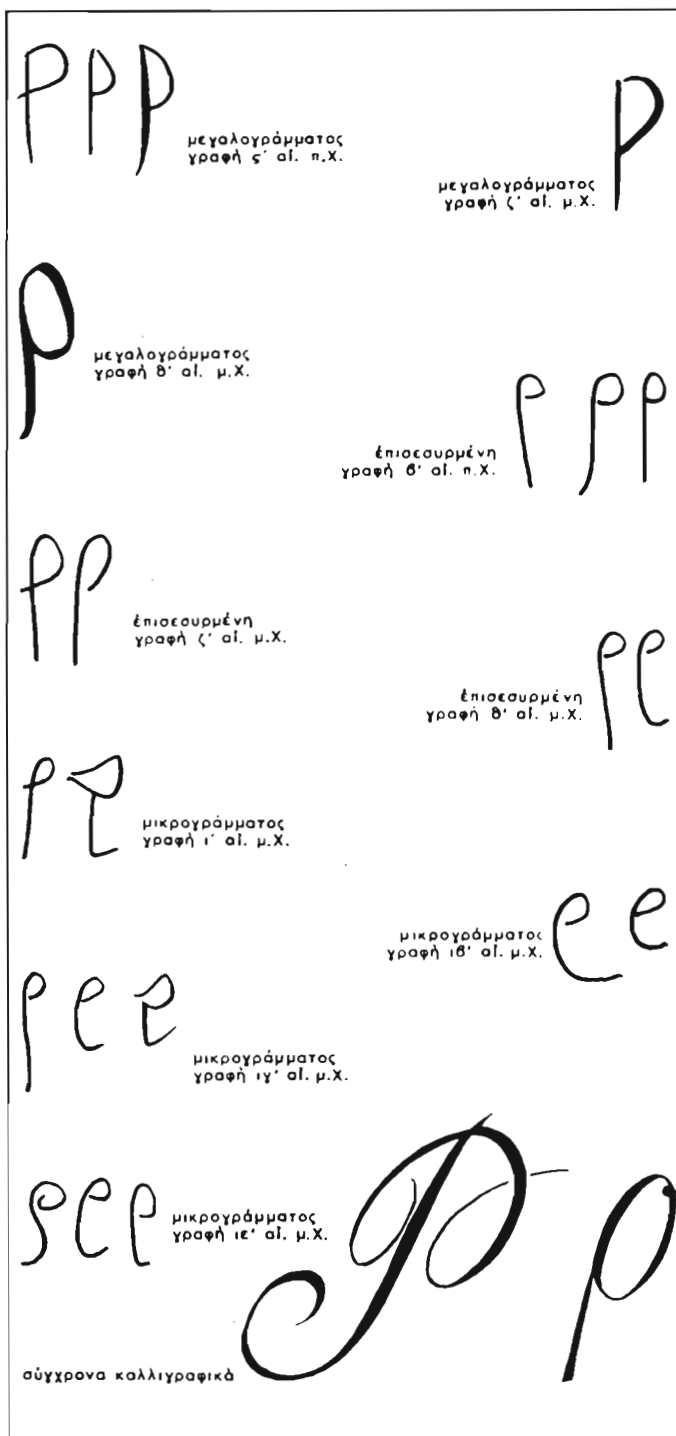 ρ ρ ρ
μεγαλογράμματος
γραφή ς' αἰ. π.Χ.
ρ
μεγαλογράμματος
γραφή ζ' αἰ. μ.Χ.
ρ
μεγαλογράμματος
γραφή θ' αἰ. μ.Χ.
ρ ρ ρ
ἐπισεσυρμένη
γραφή β' αἰ. π.Χ.
ρ ρ
ἐπισεσυρμένη
γραφή ζ' αἰ. μ.Χ.
ρ ρ
ἐπισεσυρμένη
γραφή θ' αἰ. μ.Χ.
ρ ρ
μικρογράμματος
γραφή ι' αἰ. μ.Χ.
ρ ρ
μικρογράμματος
γραφή ιβ' αἰ. μ.Χ.
ρ ρ ρ
μικρογράμματος
γραφή ιγ' αἰ. μ.Χ.
ρ ρ ρ
μικρογράμματος
γραφή ιε' αἰ. μ.Χ.
Ρ ρ
σύγχρονα καλλιγραφικά